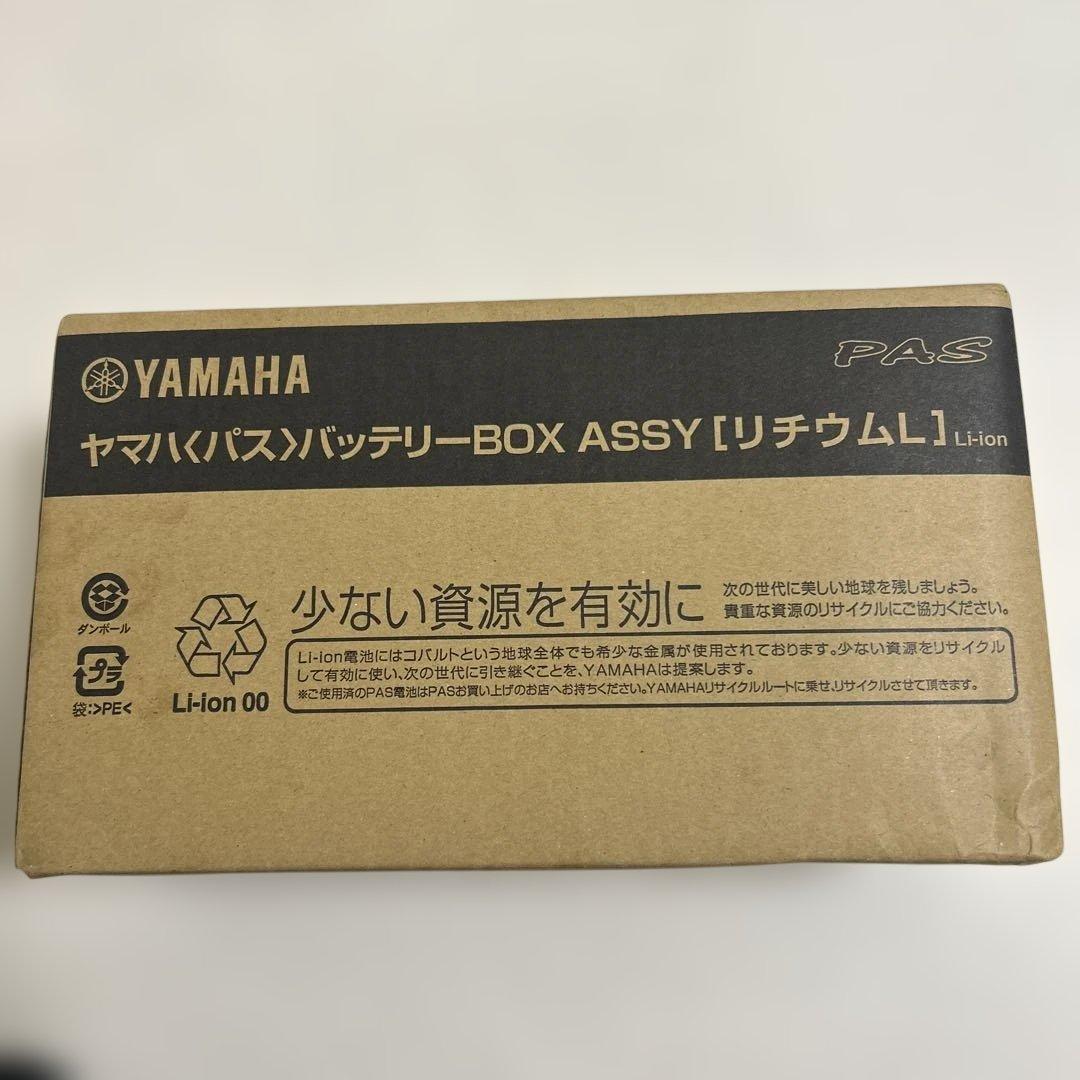 YAMAHA
PAS
ヤマハ〈パス〉バッテリーBOX ASSY［リチウムL］Li-ion
ダンボール
プラ
袋:>PE<
Li-ion 00
少ない資源を有効に
次の世代に美しい地球を残しましょう。
貴重な資源のリサイクルにご協力ください。
Li-ion電池にはコバルトという地球全体でも希少な金属が使用されております。少ない資源をリサイクル
して有効に使い、次の世代に引き継ぐことを、YAMAHAは提案します。
※ご使用済のPAS電池はPASお買い上げのお店へお持ちください。YAMAHAリサイクルルートに乗せ、リサイクルさせて頂きます。